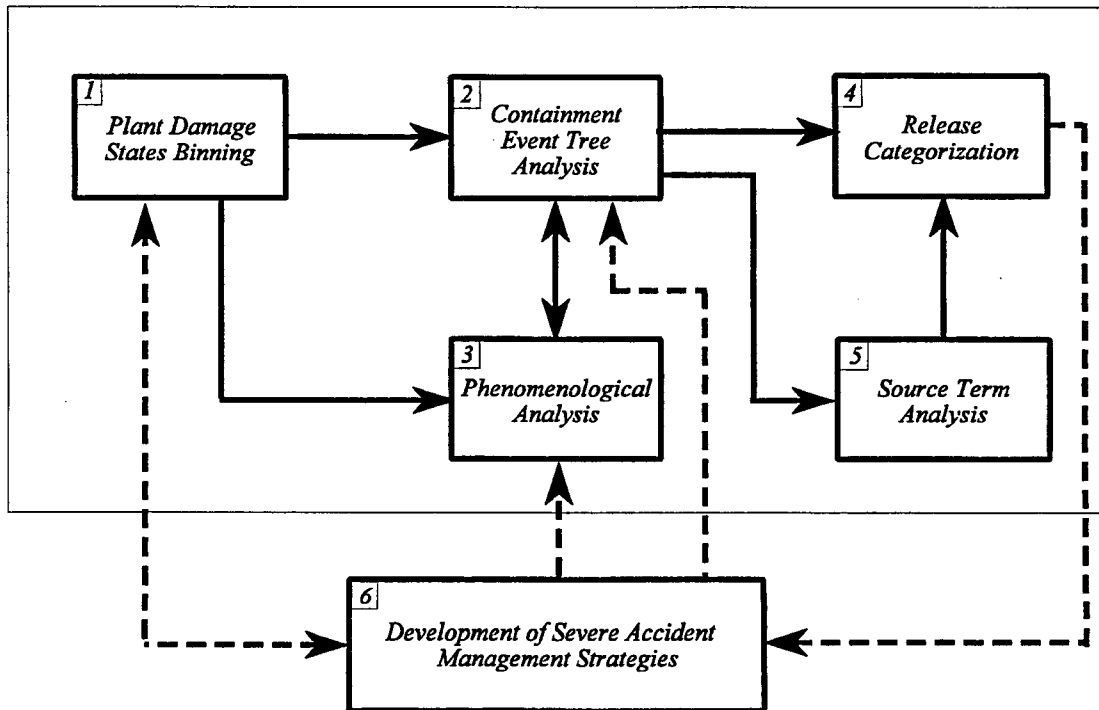 1
Plant Damage
States Binning
2
Containment
Event Tree
Analysis
4
Release
Categorization
3
Phenomenological
Analysis
5
Source Term
Analysis
6
Development of Severe Accident
Management Strategies